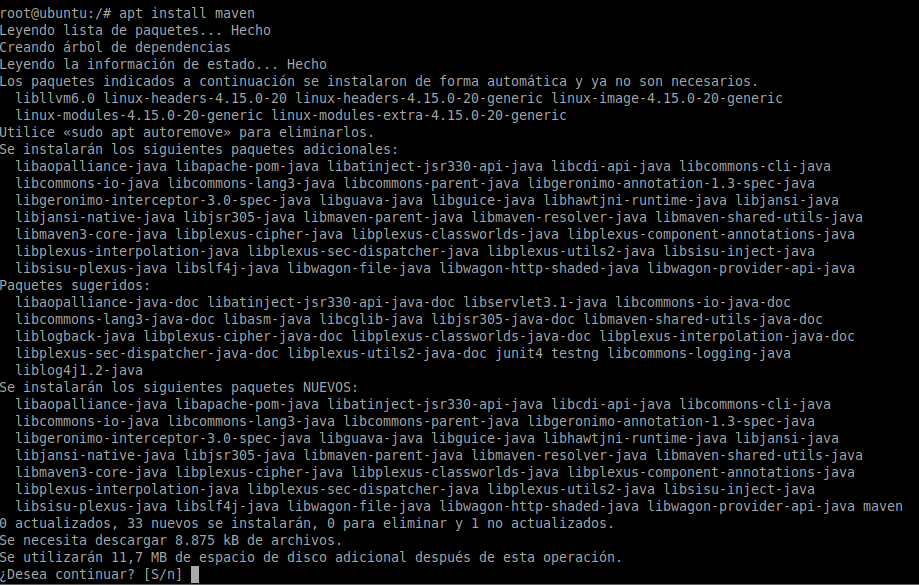 root@ubuntu:/# apt install maven
Leyendo lista de paquetes... Hecho
Creando árbol de dependencias
Leyendo la información de estado... Hecho
Los paquetes indicados a continuación se instalaron de forma automática y ya no son necesarios.
  libllvm6.0 linux-headers-4.15.0-20 linux-headers-4.15.0-20-generic linux-image-4.15.0-20-generic
  linux-modules-4.15.0-20-generic linux-modules-extra-4.15.0-20-generic
Utilice «sudo apt autoremove» para eliminarlos.
Se instalarán los siguientes paquetes adicionales:
  libaopalliance-java libapache-pom-java libatinject-jsr330-api-java libcdi-api-java libcommons-cli-java
  libcommons-io-java libcommons-lang3-java libcommons-parent-java libgeronimo-annotation-1.3-spec-java
  libgeronimo-interceptor-3.0-spec-java libguava-java libguice-java libhawtjni-runtime-java libjansi-java
  libjansi-native-java libjsr305-java libmaven-parent-java libmaven-resolver-java libmaven-shared-utils-java
  libmaven3-core-java libplexus-cipher-java libplexus-classworlds-java libplexus-component-annotations-java
  libplexus-interpolation-java libplexus-sec-dispatcher-java libplexus-utils2-java libsisu-inject-java
  libsisu-plexus-java libslf4j-java libwagon-file-java libwagon-http-shaded-java libwagon-provider-api-java
Paquetes sugeridos:
  libaopalliance-java-doc libatinject-jsr330-api-java-doc libservlet3.1-java libcommons-io-java-doc
  libcommons-lang3-java-doc libasm-java libcglib-java libjsr305-java-doc libmaven-shared-utils-java-doc
  liblogback-java libplexus-cipher-java-doc libplexus-classworlds-java-doc libplexus-interpolation-java-doc
  libplexus-sec-dispatcher-java-doc libplexus-utils2-java-doc junit4 testng libcommons-logging-java
  liblog4j1.2-java
Se instalarán los siguientes paquetes NUEVOS:
  libaopalliance-java libapache-pom-java libatinject-jsr330-api-java libcdi-api-java libcommons-cli-java
  libcommons-io-java libcommons-lang3-java libcommons-parent-java libgeronimo-annotation-1.3-spec-java
  libgeronimo-interceptor-3.0-spec-java libguava-java libguice-java libhawtjni-runtime-java libjansi-java
  libjansi-native-java libjsr305-java libmaven-parent-java libmaven-resolver-java libmaven-shared-utils-java
  libmaven3-core-java libplexus-cipher-java libplexus-classworlds-java libplexus-component-annotations-java
  libplexus-interpolation-java libplexus-sec-dispatcher-java libplexus-utils2-java libsisu-inject-java
  libsisu-plexus-java libslf4j-java libwagon-file-java libwagon-http-shaded-java libwagon-provider-api-java maven
0 actualizados, 33 nuevos se instalarán, 0 para eliminar y 1 no actualizados.
Se necesita descargar 8.875 kB de archivos.
Se utilizarán 11,7 MB de espacio de disco adicional después de esta operación.
¿Desea continuar? [S/n]